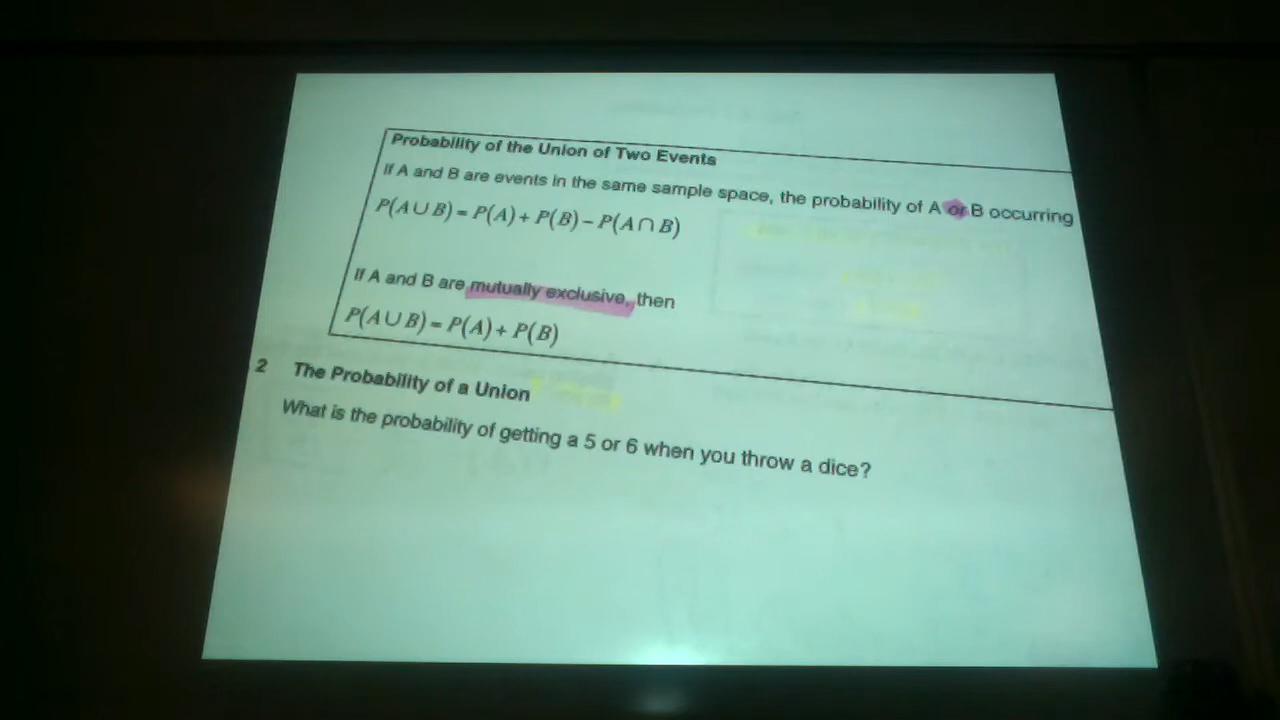 Probability of the Union of Two Events
If A and B are events in the same sample space, the probability of A or B occurring
P(A∪B) = P(A) + P(B) − P(A∩B)
If A and B are mutually exclusive, then
P(A∪B) = P(A) + P(B)
2 The Probability of a Union
What is the probability of getting a 5 or 6 when you throw a dice?